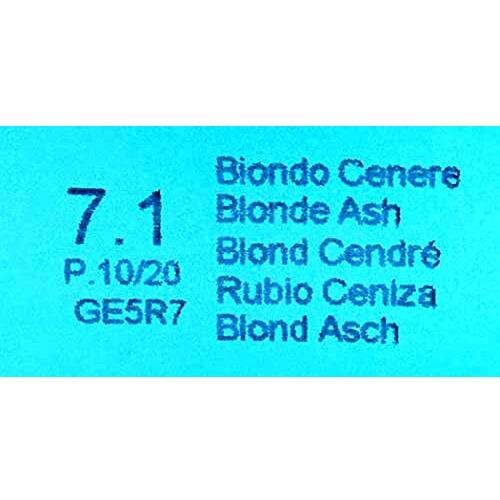 7.1
P.10/20
GE5R7
Biondo Cenere
Blonde Ash
Blond Cendré
Rubio Ceniza
Blond Asch